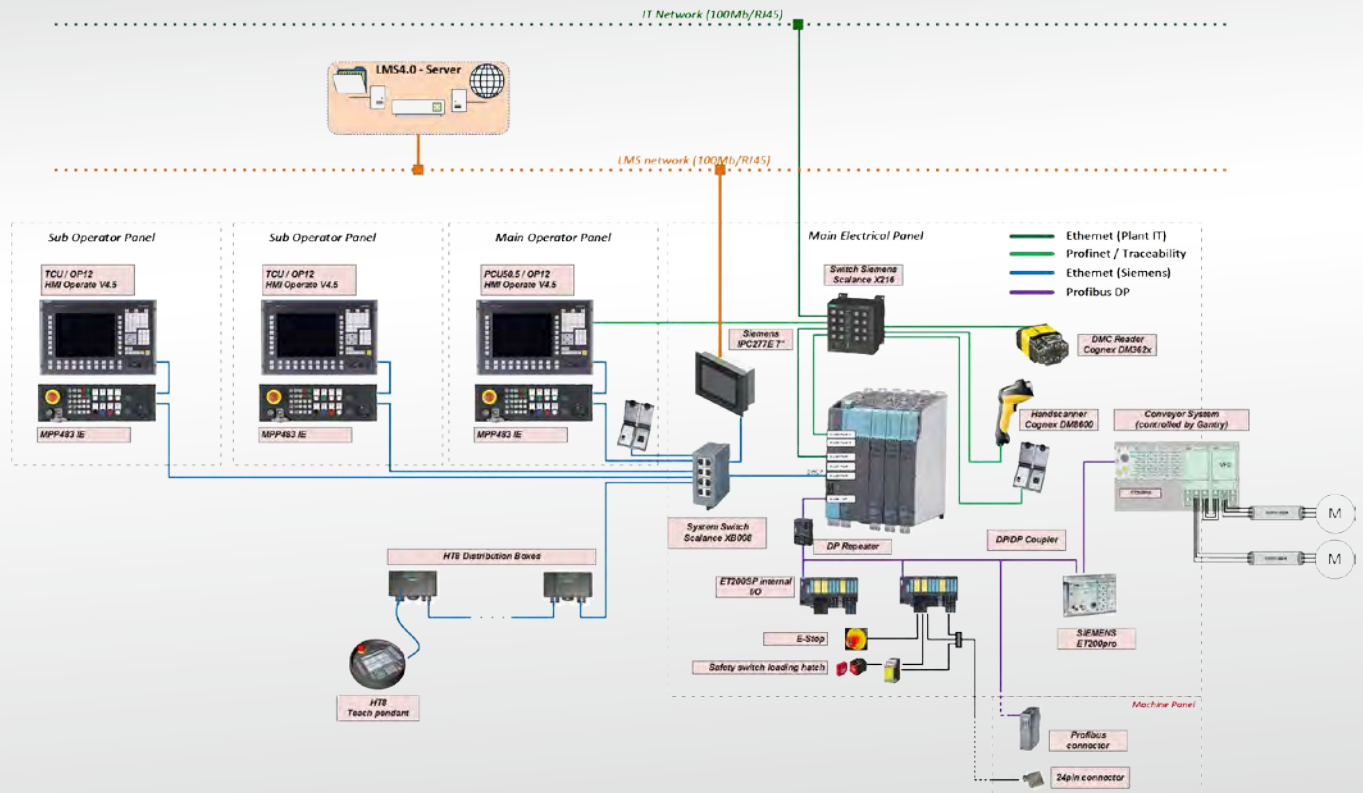 IT Network (100Mb/RJ45)
LMS4.0 - Server
LMS network (100Mb/RJ45)
Sub Operator Panel
Sub Operator Panel
Main Operator Panel
Main Electrical Panel
Ethernet (Plant IT)
Profinet / Traceability
Ethernet (Siemens)
Profibus DP
TCU / OP12
HMI Operate V4.5
TCU / OP12
HMI Operate V4.5
PCU50.5 / OP12
HMI Operate V4.5
Switch Siemens
Scalance X216
Siemens
IPC277E 7"
DMC Reader
Cognex DM362x
Handscanner
Cognex DM8600
Conveyor System
(controlled by Gantry)
MPP483 IE
MPP483 IE
MPP483 IE
VFD
M
M
System Switch
Scalance XB008
DP Repeater
DP/DP Coupler
HT8 Distribution Boxes
ET200SP internal
I/O
E-Stop
Safety switch loading hatch
SIEMENS
ET200pro
HT8
Teach pendant
Machine Panel
Profibus
connector
24pin connector